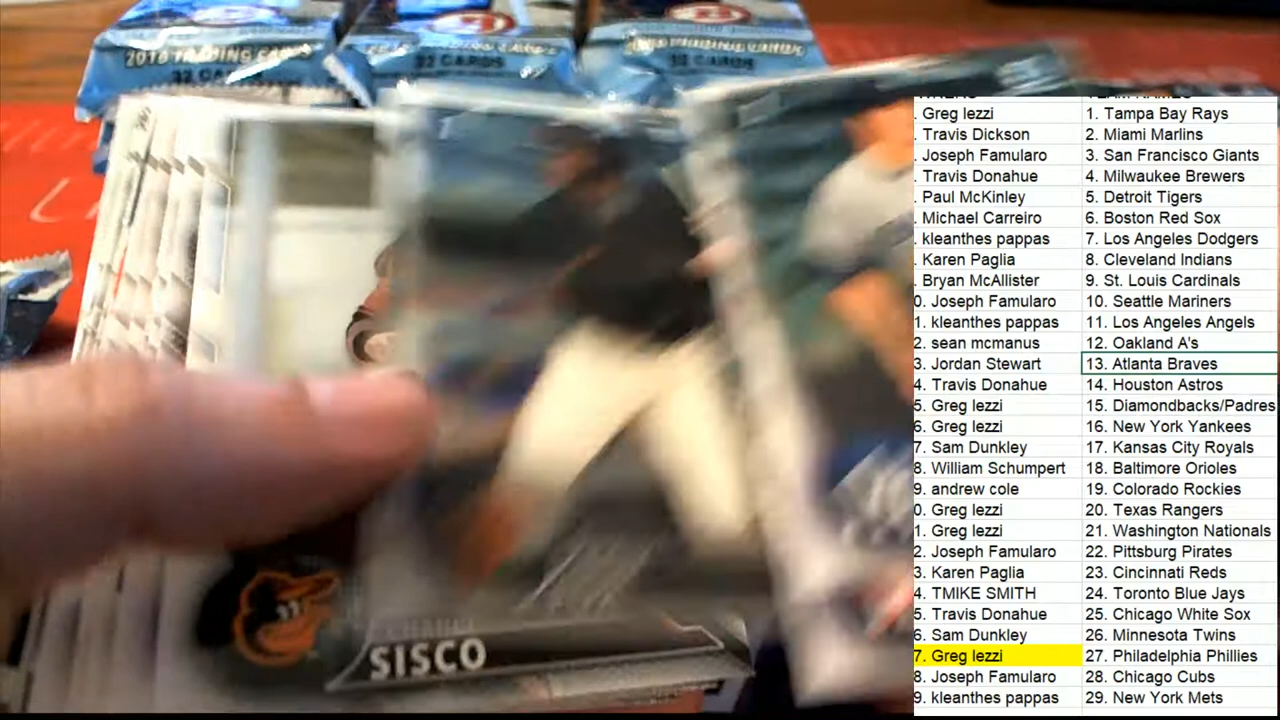 2018 TRADING CARDS
32 CARDS
32 CARDS
32 CARDS
SISCO
. Greg Iezzi 1. Tampa Bay Rays
. Travis Dickson 2. Miami Marlins
. Joseph Famularo 3. San Francisco Giants
. Travis Donahue 4. Milwaukee Brewers
. Paul McKinley 5. Detroit Tigers
. Michael Carreiro 6. Boston Red Sox
. kleanthes pappas 7. Los Angeles Dodgers
. Karen Paglia 8. Cleveland Indians
. Bryan McAllister 9. St. Louis Cardinals
0. Joseph Famularo 10. Seattle Mariners
1. kleanthes pappas 11. Los Angeles Angels
2. sean mcmanus 12. Oakland A's
3. Jordan Stewart 13. Atlanta Braves
4. Travis Donahue 14. Houston Astros
5. Greg Iezzi 15. Diamondbacks/Padres
6. Greg Iezzi 16. New York Yankees
7. Sam Dunkley 17. Kansas City Royals
8. William Schumpert 18. Baltimore Orioles
9. andrew cole 19. Colorado Rockies
0. Greg Iezzi 20. Texas Rangers
1. Greg Iezzi 21. Washington Nationals
2. Joseph Famularo 22. Pittsburg Pirates
3. Karen Paglia 23. Cincinnati Reds
4. TMIKE SMITH 24. Toronto Blue Jays
5. Travis Donahue 25. Chicago White Sox
6. Sam Dunkley 26. Minnesota Twins
7. Greg Iezzi 27. Philadelphia Phillies
8. Joseph Famularo 28. Chicago Cubs
9. kleanthes pappas 29. New York Mets